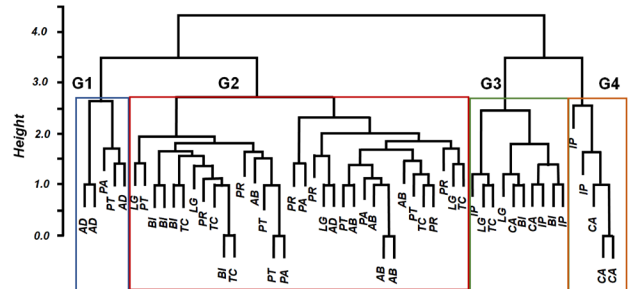 4.0
3.0
2.0
1.0
0.0
Height
G1
G2
G3
G4
AD
AD
PA
PT
AD
LG
PT
BI
BI
BI
TC
LG
PR
TC
BI
TC
PR
AB
PT
PT
PA
PR
PA
PR
LG
AD
PT
AB
PA
AB
AB
AB
AB
PT
TC
PR
PR
LG
TC
IP
LG
TC
LG
CA
BI
CA
IP
BI
IP
IP
IP
CA
CA
CA